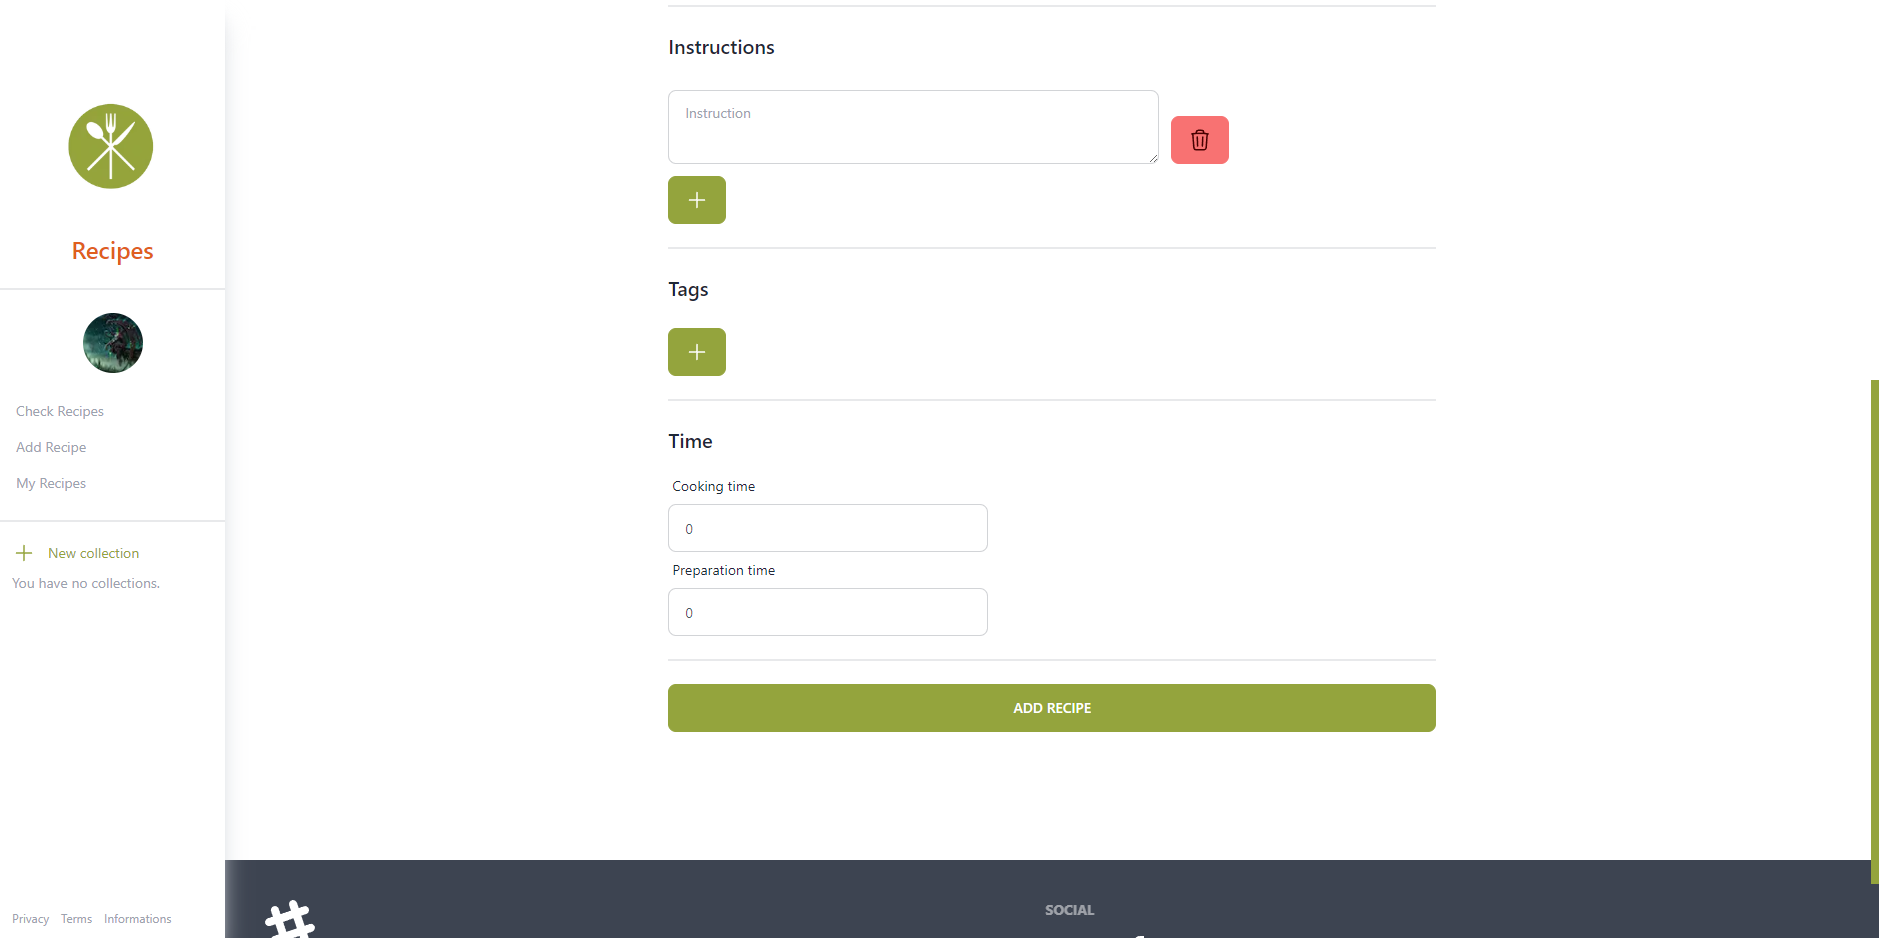 Recipes
Check Recipes
Add Recipe
My Recipes
New collection
You have no collections.
Privacy Terms Informations
Instructions
Instruction
Tags
Time
Cooking time
0
Preparation time
0
ADD RECIPE
SOCIAL